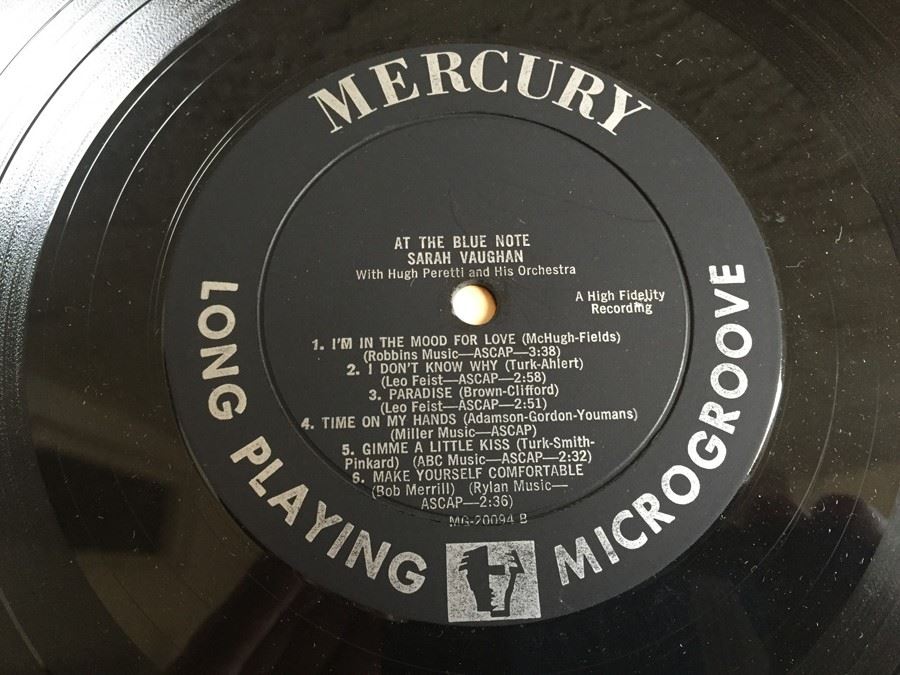 MERCURY
AT THE BLUE NOTE
SARAH VAUGHAN
With Hugh Peretti and His Orchestra
A High Fidelity
Recording
1. I'M IN THE MOOD FOR LOVE (McHugh-Fields)
(Robbins Music—ASCAP—3:38)
2. I DON'T KNOW WHY (Turk-Ahlert)
(Leo Feist—ASCAP—2:58)
3. PARADISE (Brown-Clifford)
(Leo Feist—ASCAP—2:51)
4. TIME ON MY HANDS (Adamson-Gordon-Youmans)
(Miller Music—ASCAP)
5. GIMME A LITTLE KISS (Turk-Smith-
Pinkard) (ABC Music—ASCAP—2:32)
6. MAKE YOURSELF COMFORTABLE
(Bob Merrill) (Rylan Music—
ASCAP—2:36)
MG-20094 B
LONG PLAYING MICROGROOVE